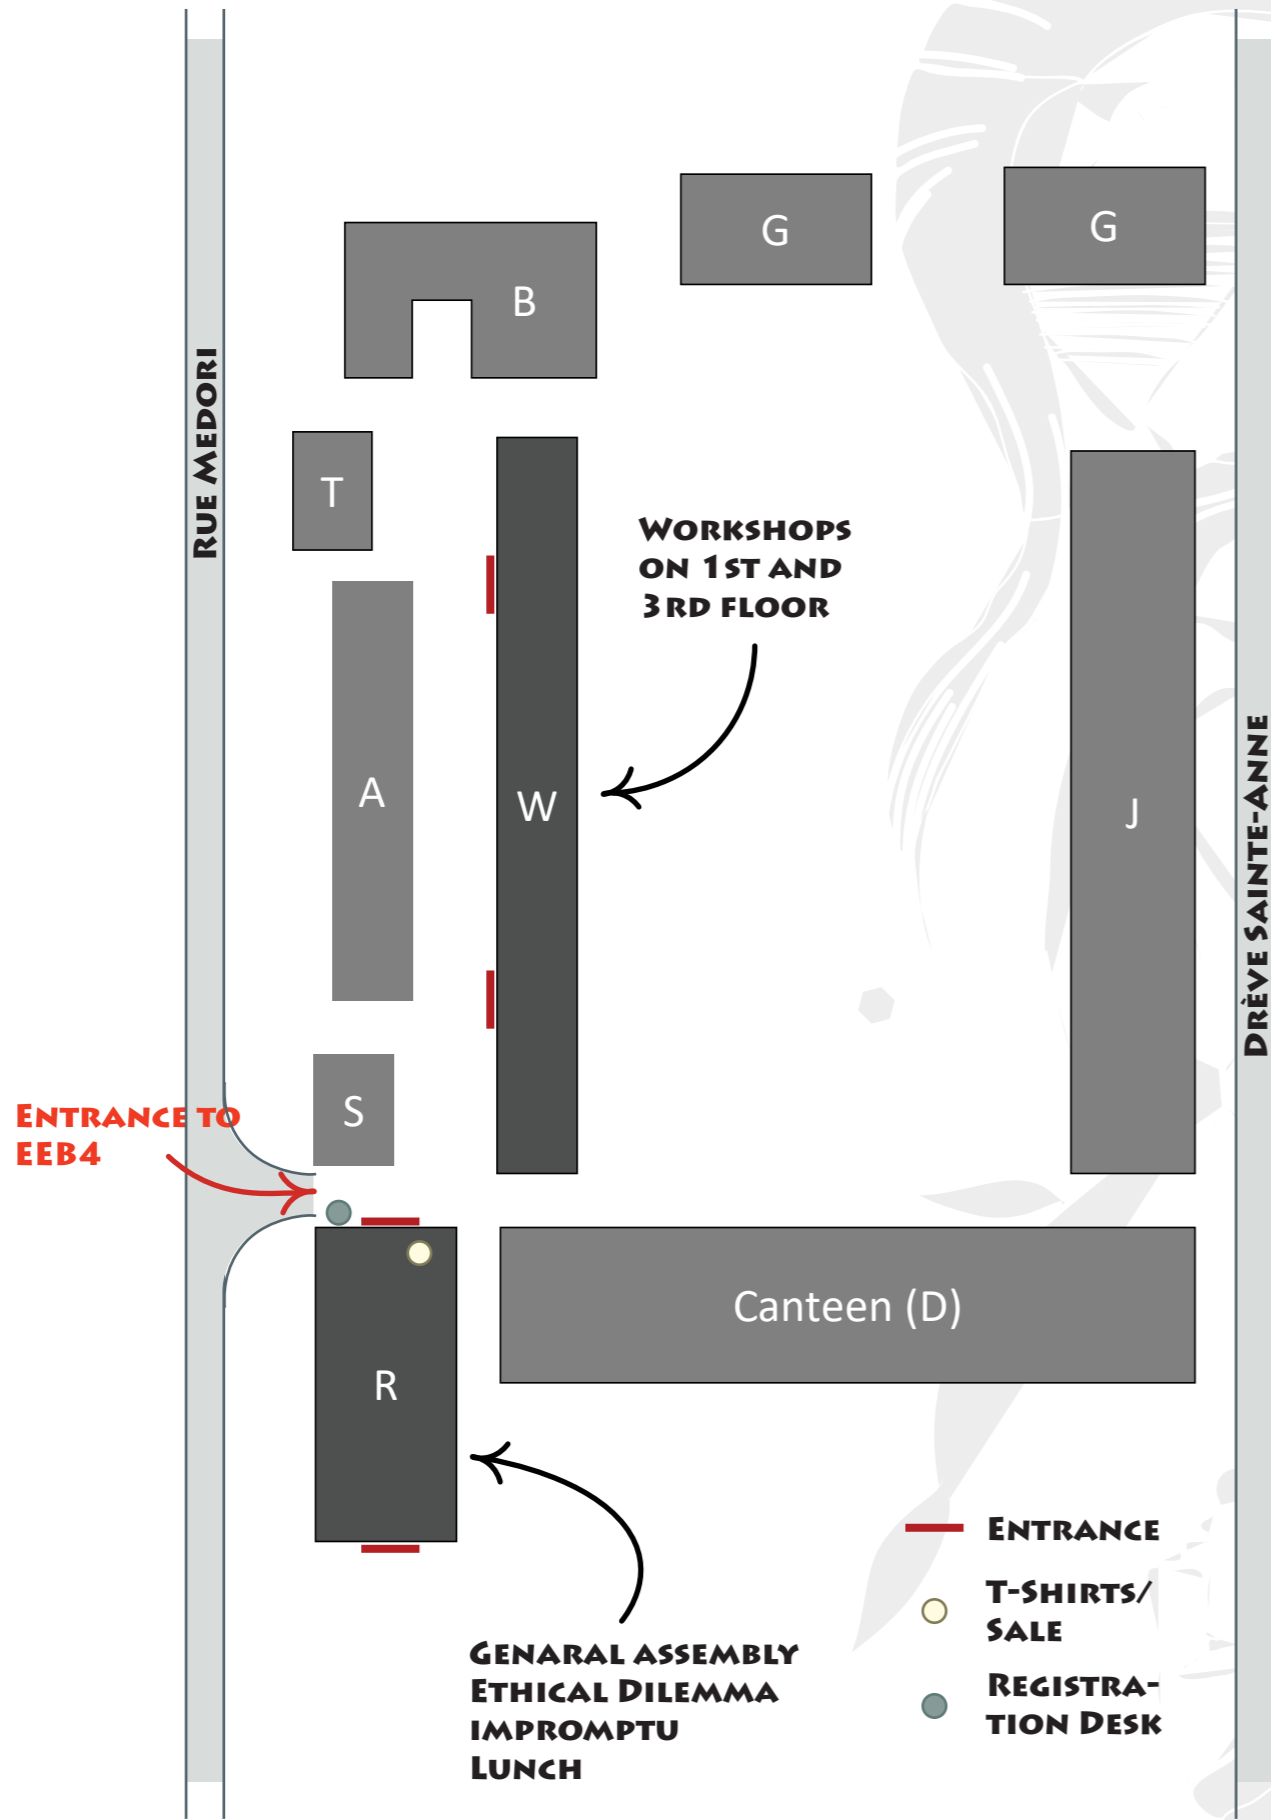 G
G
B
Rue Medori
T
Workshops
on 1st and
3rd floor
A
W
J
Drève Sainte-Anne
S
Entrance to
EEB4
Canteen (D)
R
Entrance
T-Shirts/
Sale
Registra-
tion Desk
Genaral assembly
Ethical Dilemma
impromptu
Lunch